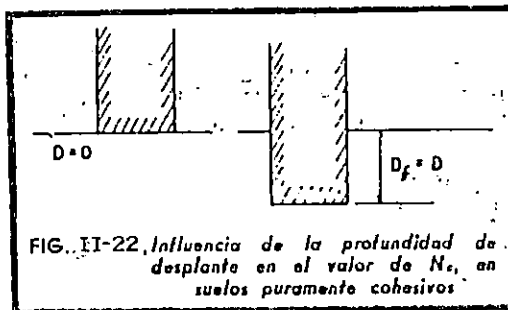 D=0
D_f = D
FIG. II-22, Influencia de la profundidad de
desplante en el valor de N_c, en
suelos puramente cohesivos